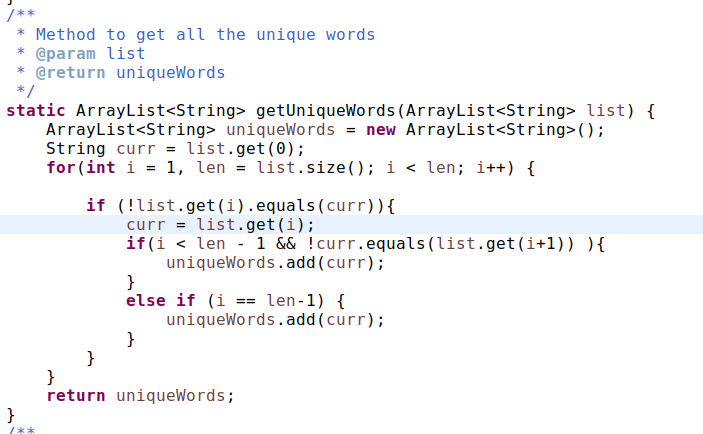 /**
 * Method to get all the unique words
 * @param list
 * @return uniqueWords
 */
static ArrayList<String> getUniqueWords(ArrayList<String> list) {
    ArrayList<String> uniqueWords = new ArrayList<String>();
    String curr = list.get(0);
    for(int i = 1, len = list.size(); i < len; i++) {
        if (!list.get(i).equals(curr)){
            curr = list.get(i);
            if(i < len - 1 && !curr.equals(list.get(i+1)) ){
                uniqueWords.add(curr);
            }
            else if (i == len-1) {
                uniqueWords.add(curr);
            }
        }
    }
    return uniqueWords;
}
/**